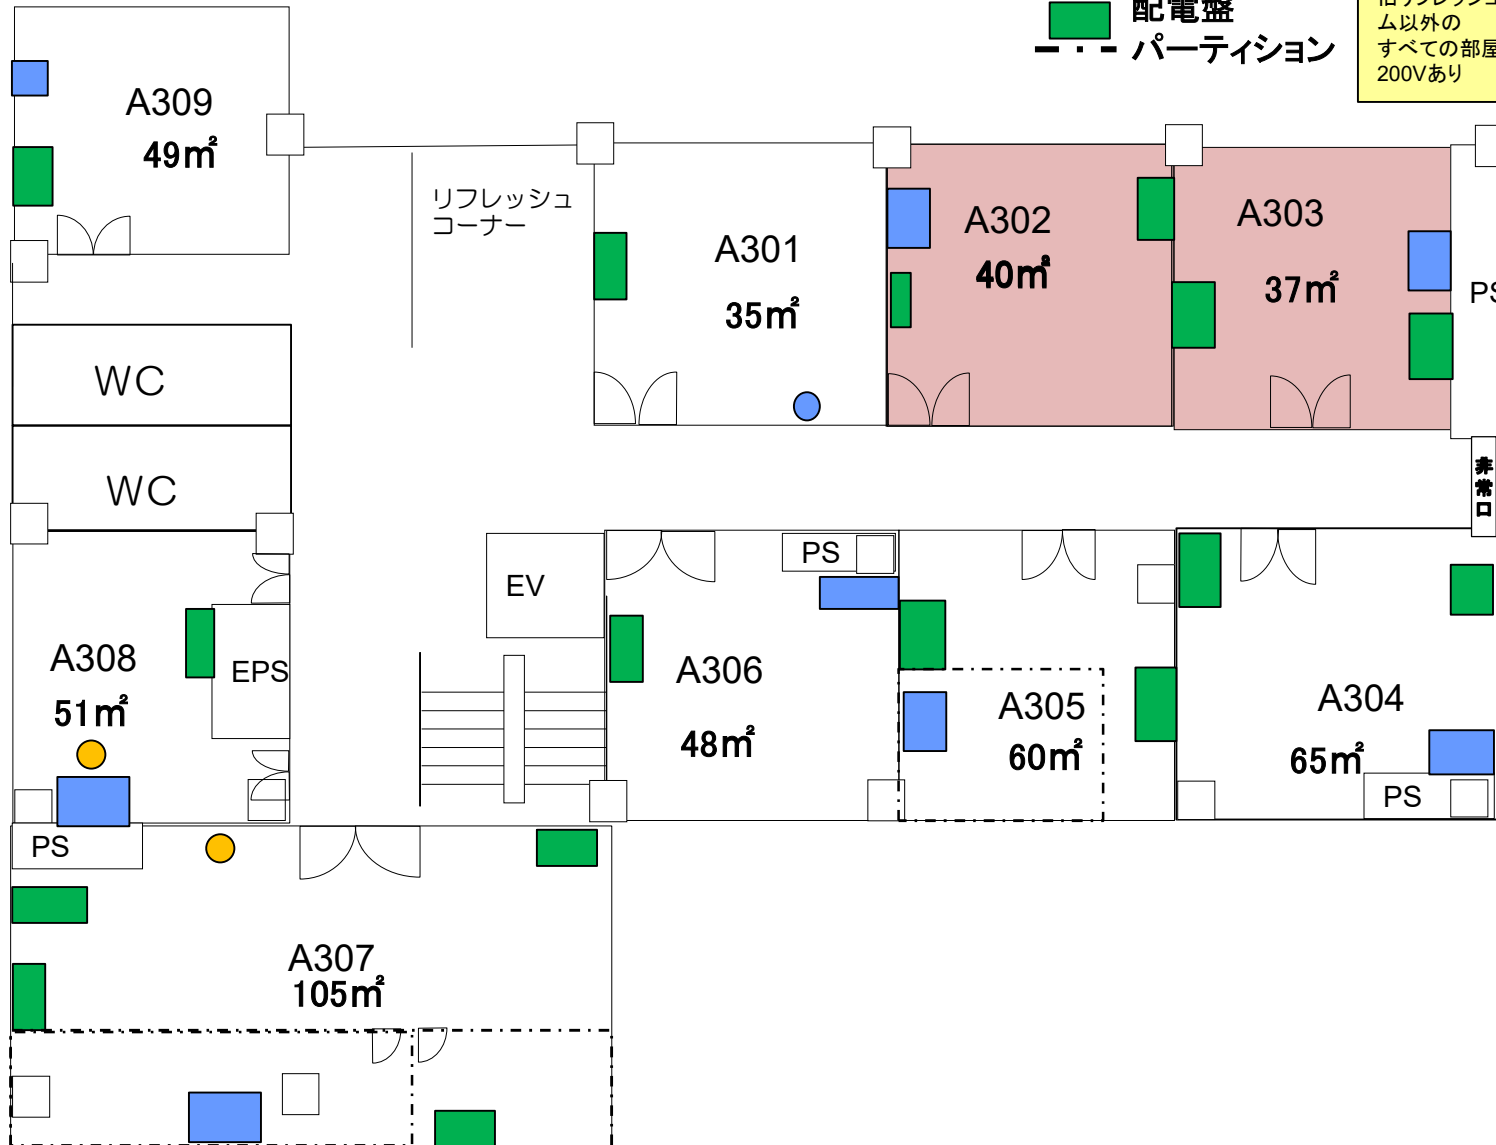 配電盤
パーティション
ム以外の
すべての部屋
200Vあり
A309
49㎡
リフレッシュ
コーナー
A301
35㎡
A302
40㎡
A303
37㎡
PS
WC
WC
非常口
EV
PS
A308
51㎡
EPS
A306
48㎡
A305
60㎡
A304
65㎡
PS
PS
A307
105㎡